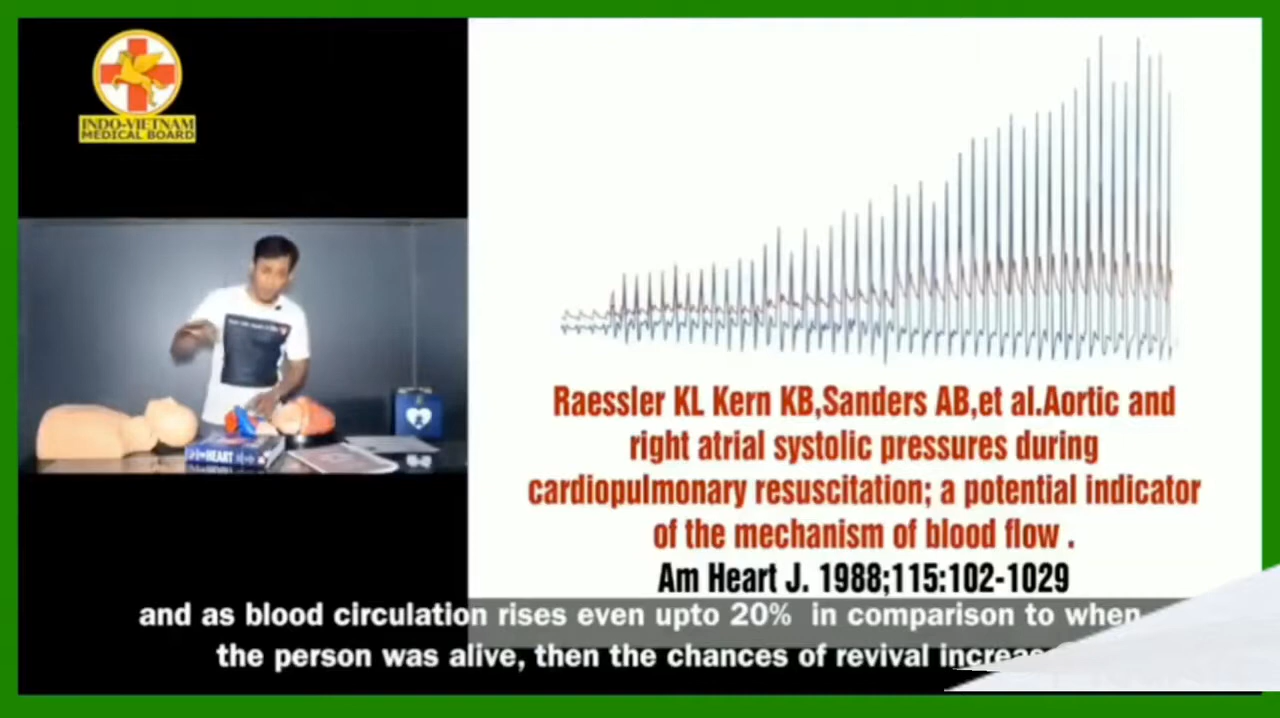 INDO-VIETNAM
MEDICAL BOARD
HEART
Raessler KL Kern KB,Sanders AB,et al.Aortic and
right atrial systolic pressures during
cardiopulmonary resuscitation; a potential indicator
of the mechanism of blood flow .
Am Heart J. 1988;115:102-1029
and as blood circulation rises even upto 20% in comparison to when
the person was alive, then the chances of revival